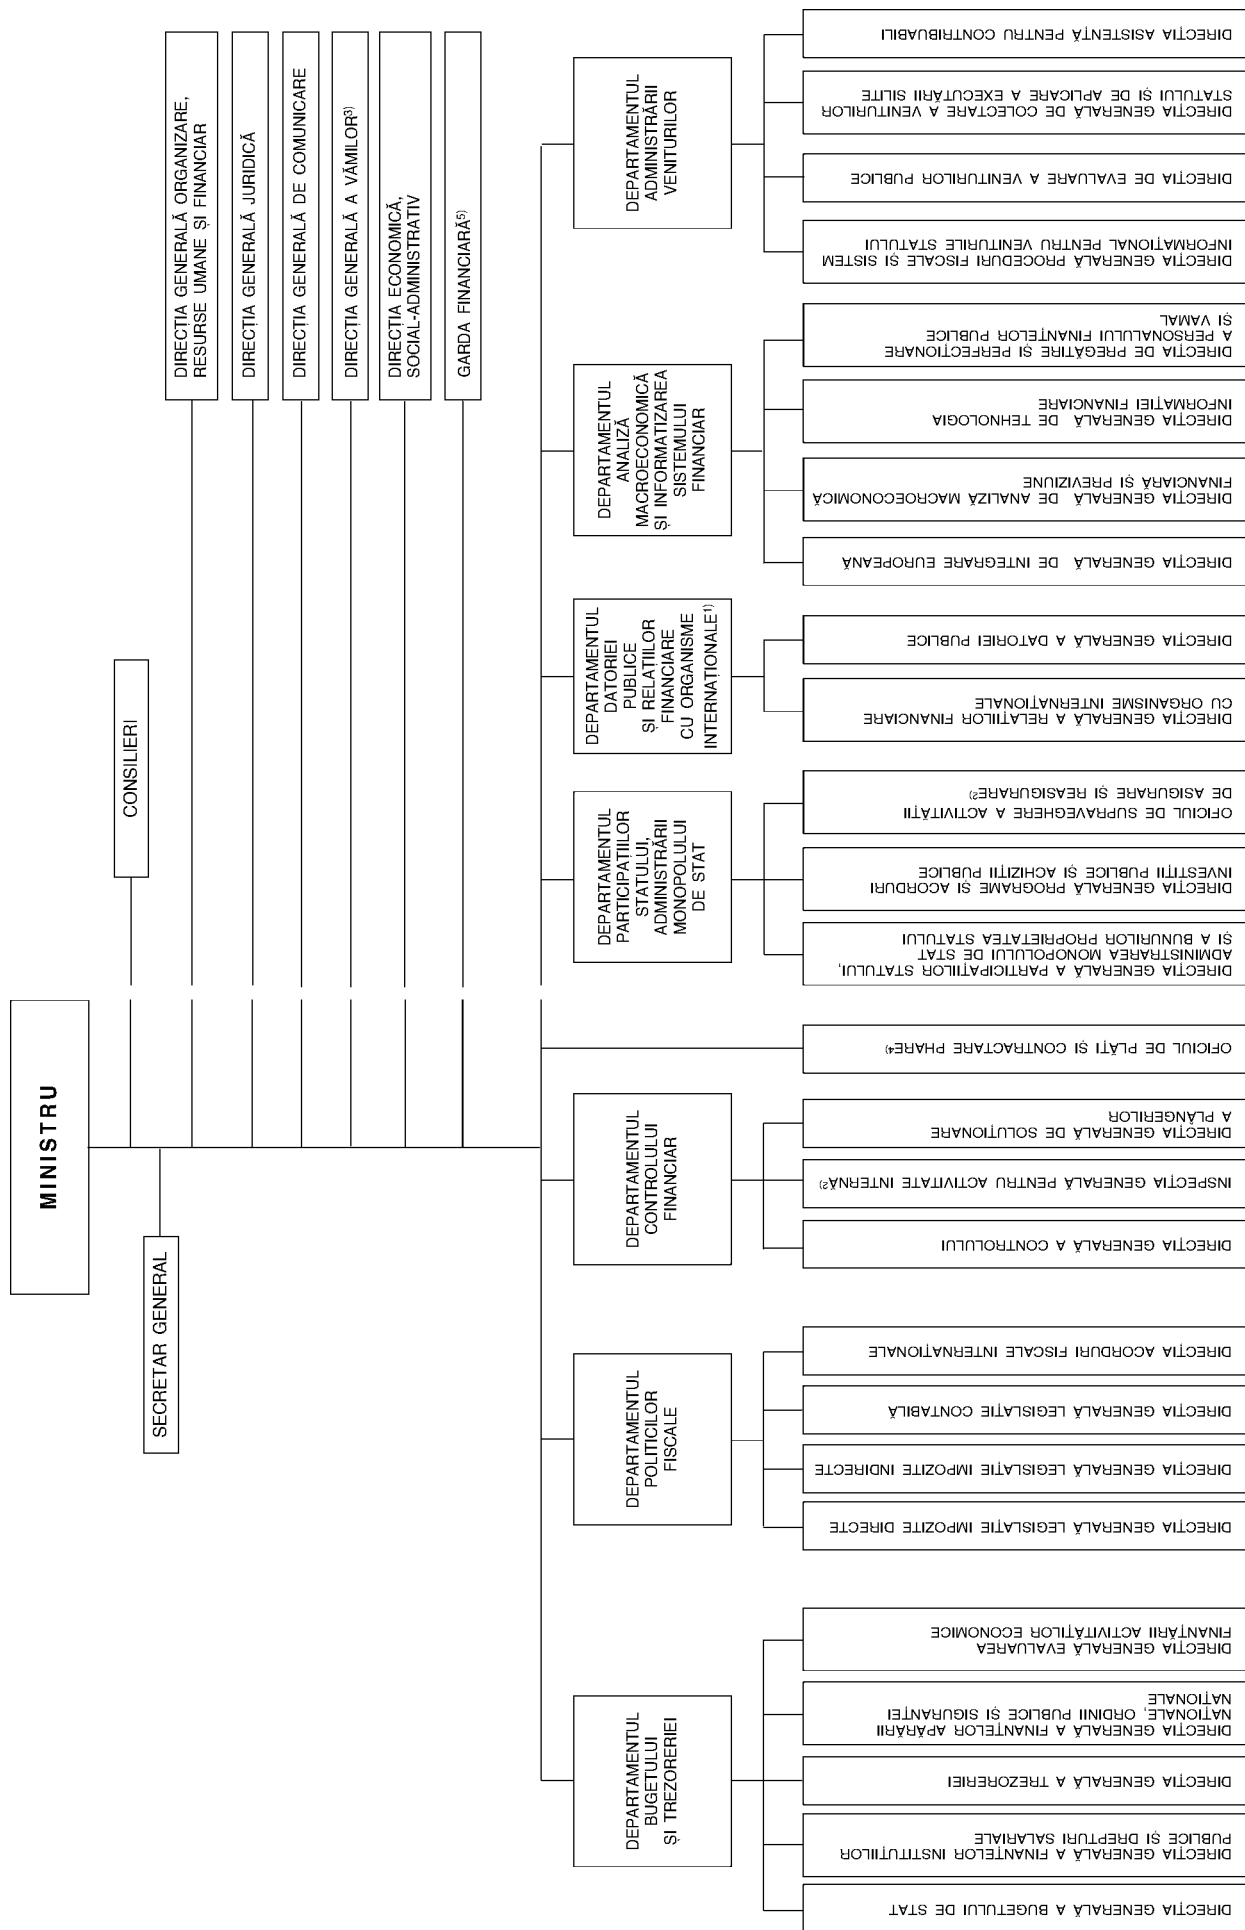 MINISTRU
SECRETAR GENERAL
CONSILIERI
DIRECȚIA GENERALĂ ORGANIZARE,
RESURSE UMANE ȘI FINANCIAR
DIRECȚIA GENERALĂ JURIDICĂ
DIRECȚIA GENERALĂ DE COMUNICARE
DIRECȚIA GENERALĂ A VĂMILOR3)
DIRECȚIA ECONOMICĂ,
SOCIAL-ADMINISTRATIV
GARDA FINANCIARĂ5)
DEPARTAMENTUL
BUGETULUI
ȘI TREZORERIEI
DIRECȚIA GENERALĂ A BUGETULUI DE STAT
DIRECȚIA GENERALĂ A FINANȚELOR INSTITUȚIILOR
PUBLICE ȘI DREPTURI SALARIALE
DIRECȚIA GENERALĂ A TREZORERIEI
DIRECȚIA GENERALĂ A FINANȚELOR APĂRĂRII
NAȚIONALE, ORDINII PUBLICE ȘI SIGURANȚEI
NAȚIONALE
DIRECȚIA GENERALĂ EVALUAREA
FINANȚĂRII ACTIVITĂȚILOR ECONOMICE
DEPARTAMENTUL
POLITICILOR
FISCALE
DIRECȚIA GENERALĂ LEGISLAȚIE IMPOZITE DIRECTE
DIRECȚIA GENERALĂ LEGISLAȚIE IMPOZITE INDIRECTE
DIRECȚIA GENERALĂ LEGISLAȚIE CONTABILĂ
DIRECȚIA ACORDURI FISCALE INTERNAȚIONALE
DEPARTAMENTUL
CONTROLULUI
FINANCIAR
DIRECȚIA GENERALĂ A CONTROLULUI
INSPECȚIA GENERALĂ PENTRU ACTIVITATE INTERNĂ2)
DIRECȚIA GENERALĂ DE SOLUȚIONARE
A PLÂNGERILOR
OFICIUL DE PLĂȚI ȘI CONTRACTARE PHARE4)
DEPARTAMENTUL
PARTICIPAȚIILOR
STATULUI,
ADMINISTRĂRII
MONOPOLULUI
DE STAT
DIRECȚIA GENERALĂ A PARTICIPAȚIILOR STATULUI,
ADMINISTRAREA MONOPOLULUI DE STAT
ȘI A BUNURILOR PROPRIETATEA STATULUI
DIRECȚIA GENERALĂ PROGRAME ȘI ACORDURI
INVESTIȚII PUBLICE ȘI ACHIZIȚII PUBLICE
OFICIUL DE SUPRAVEGHERE A ACTIVITĂȚII
DE ASIGURARE ȘI REASIGURARE2)
DEPARTAMENTUL
DATORIEI
PUBLICE
ȘI RELAȚIILOR
FINANCIARE
CU ORGANISME
INTERNAȚIONALE1)
DIRECȚIA GENERALĂ A RELAȚIILOR FINANCIARE
CU ORGANISME INTERNAȚIONALE
DIRECȚIA GENERALĂ A DATORIEI PUBLICE
DEPARTAMENTUL
ANALIZĂ
MACROECONOMICĂ
ȘI INFORMATIZAREA
SISTEMULUI
FINANCIAR
DIRECȚIA GENERALĂ DE INTEGRARE EUROPEANĂ
DIRECȚIA GENERALĂ DE ANALIZĂ MACROECONOMICĂ
FINANCIARĂ ȘI PREVIZIUNE
DIRECȚIA GENERALĂ DE TEHNOLOGIA
INFORMAȚIEI FINANCIARE
DIRECȚIA DE PREGĂTIRE ȘI PERFECȚIONARE
A PERSONALULUI FINANȚELOR PUBLICE
ȘI VAMAL
DEPARTAMENTUL
ADMINISTRĂRII
VENITURILOR
DIRECȚIA GENERALĂ PROCEDURI FISCALE ȘI SISTEM
INFORMAȚIONAL PENTRU VENITURILE STATULUI
DIRECȚIA DE EVALUARE A VENITURILOR PUBLICE
DIRECȚIA GENERALĂ DE COLECTARE A VENITURILOR
STATULUI ȘI DE APLICARE A EXECUTĂRII SILITE
DIRECȚIA ASISTENȚĂ PENTRU CONTRIBUABILI